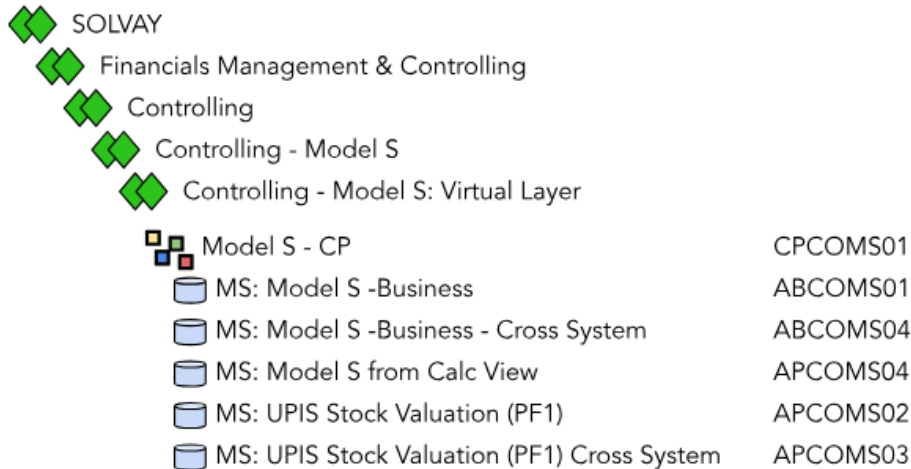 SOLVAY
Financials Management & Controlling
Controlling
Controlling - Model S
Controlling - Model S: Virtual Layer
Model S - CP CPCOMS01
MS: Model S -Business ABCOMS01
MS: Model S -Business - Cross System ABCOMS04
MS: Model S from Calc View APCOMS04
MS: UPIS Stock Valuation (PF1) APCOMS02
MS: UPIS Stock Valuation (PF1) Cross System APCOMS03